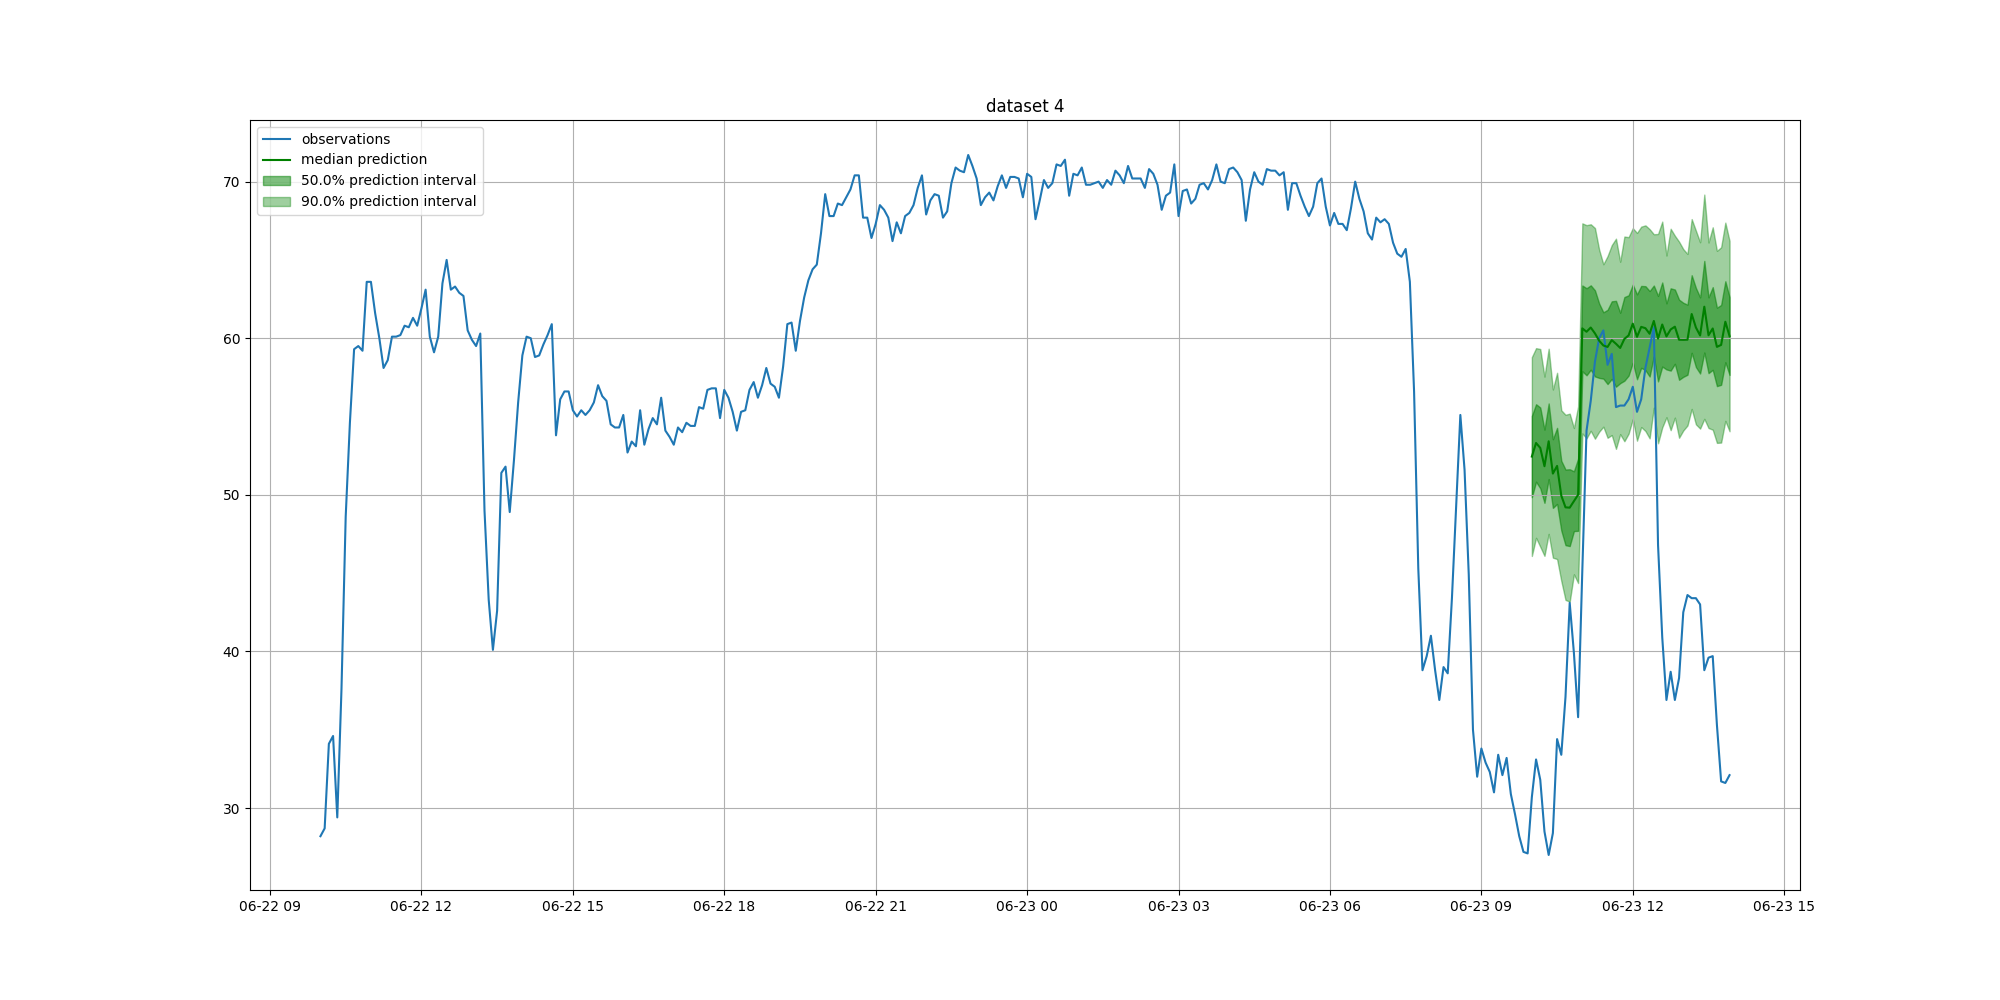 dataset 4
observations
median prediction
50.0% prediction interval
90.0% prediction interval
70
60
50
40
30
06-22 09 06-22 12 06-22 15 06-22 18 06-22 21 06-23 00 06-23 03 06-23 06 06-23 09 06-23 12 06-23 15